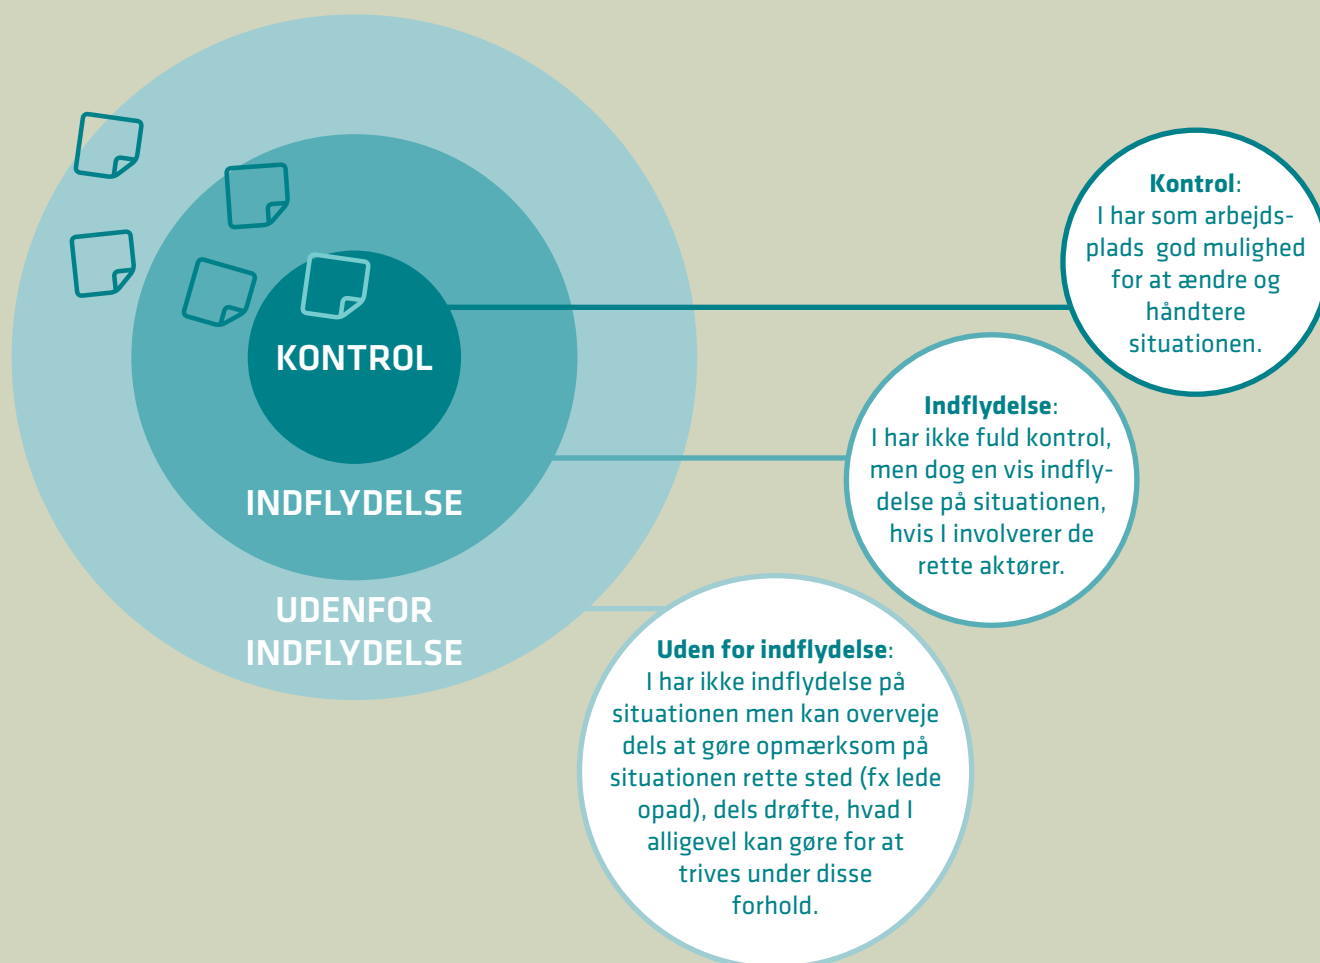 KONTROL
INDFLYDELSE
UDENFOR
INDFLYDELSE
Kontrol:
I har som arbejds-
plads god mulighed
for at ændre og
håndtere
situationen.
Indflydelse:
I har ikke fuld kontrol,
men dog en vis indfly-
delse på situationen,
hvis I involverer de
rette aktører.
Uden for indflydelse:
I har ikke indflydelse på
situationen men kan overveje
dels at gøre opmærksom på
situationen rette sted (fx lede
opad), dels drøfte, hvad I
alligevel kan gøre for at
trives under disse
forhold.